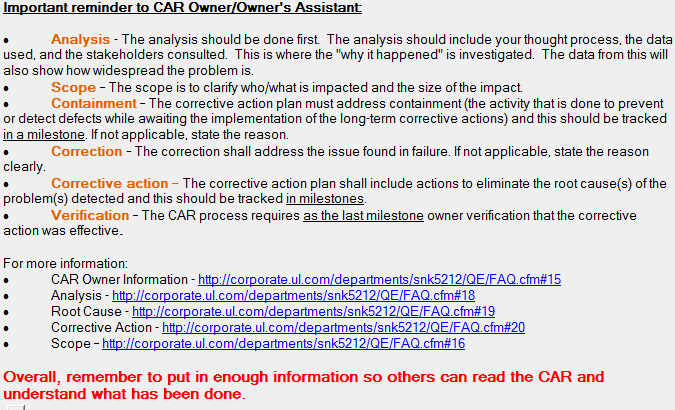 Important reminder to CAR Owner/Owner's Assistant:
• Analysis - The analysis should be done first. The analysis should include your thought process, the data
used, and the stakeholders consulted. This is where the "why it happened" is investigated. The data from this will
also show how widespread the problem is.
• Scope – The scope is to clarify who/what is impacted and the size of the impact.
• Containment – The corrective action plan must address containment (the activity that is done to prevent
or detect defects while awaiting the implementation of the long-term corrective actions) and this should be tracked
in a milestone. If not applicable, state the reason.
• Correction – The correction shall address the issue found in failure. If not applicable, state the reason
clearly.
• Corrective action – The corrective action plan shall include actions to eliminate the root cause(s) of the
problem(s) detected and this should be tracked in milestones.
• Verification – The CAR process requires as the last milestone owner verification that the corrective
action was effective.
For more information:
• CAR Owner Information - http://corporate.ul.com/departments/snk5212/QE/FAQ.cfm#15
• Analysis - http://corporate.ul.com/departments/snk5212/QE/FAQ.cfm#18
• Root Cause - http://corporate.ul.com/departments/snk5212/QE/FAQ.cfm#19
• Corrective Action - http://corporate.ul.com/departments/snk5212/QE/FAQ.cfm#20
• Scope – http://corporate.ul.com/departments/snk5212/QE/FAQ.cfm#16
Overall, remember to put in enough information so others can read the CAR and
understand what has been done.